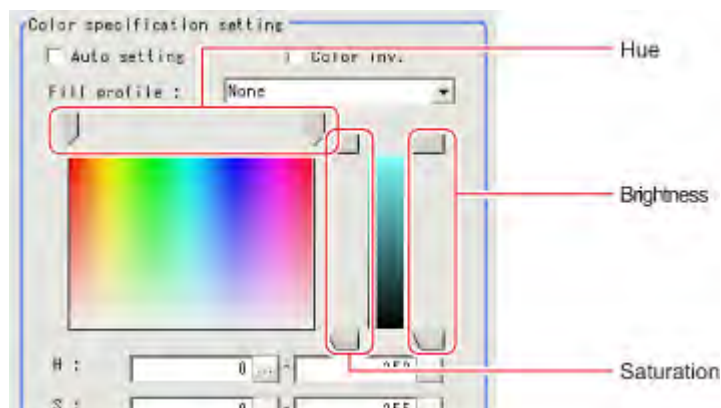 Color specification setting
Auto setting
Color inv.
Hue
Fill profile :
None
Brightness
H :
0 ... -
Saturation
S :
0
255